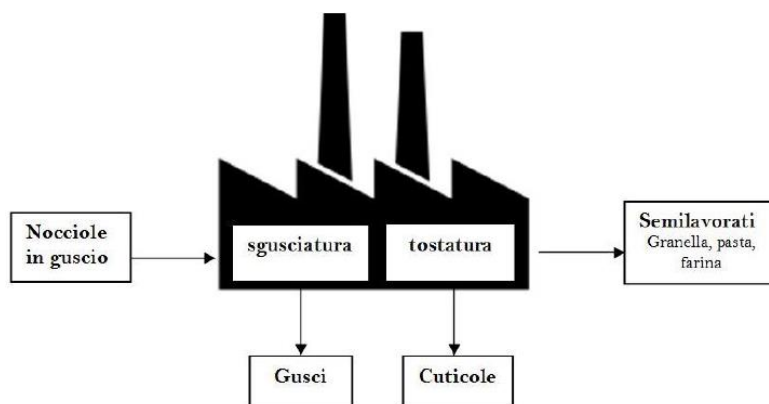 Nocciole
in guscio
sgusciatura
tostatura
Semilavorati
Granella, pasta,
farina
Gusci
Cuticole